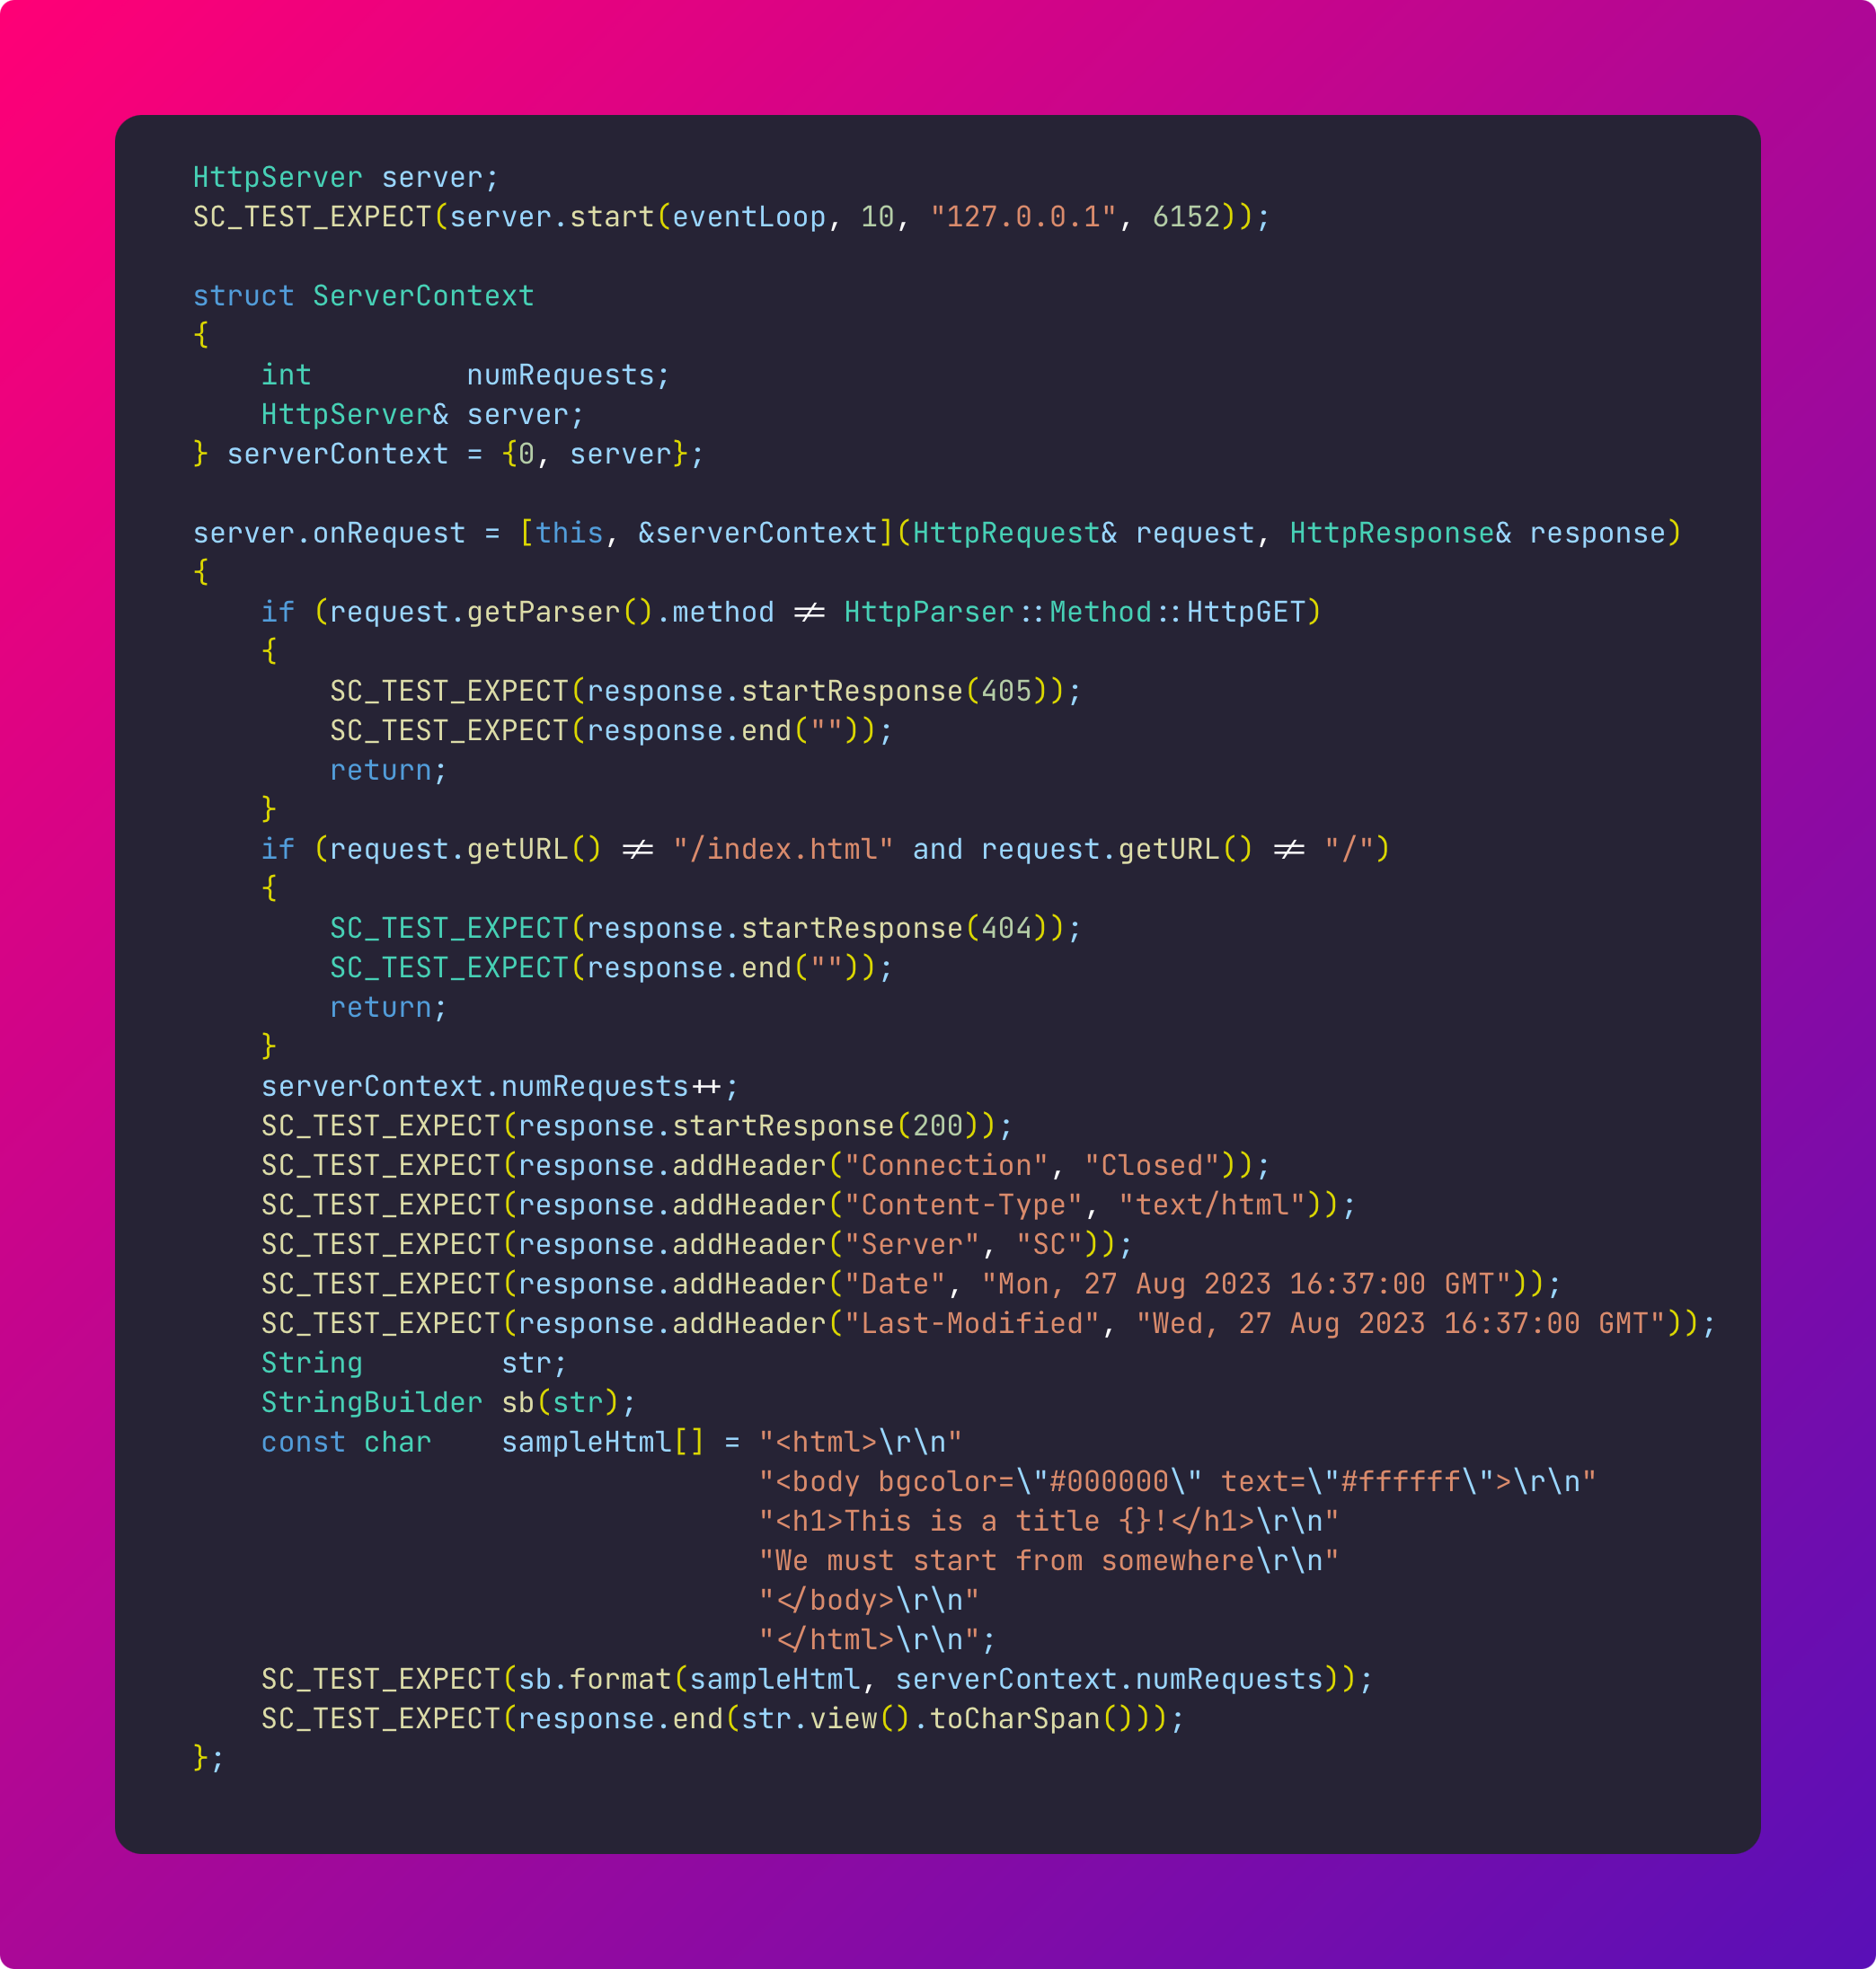 HttpServer server;
SC_TEST_EXPECT(server.start(eventLoop, 10, "127.0.0.1", 6152));

struct ServerContext
{
    int         numRequests;
    HttpServer& server;
} serverContext = {0, server};

server.onRequest = [this, &serverContext](HttpRequest& request, HttpResponse& response)
{
    if (request.getParser().method != HttpParser::Method::HttpGET)
    {
        SC_TEST_EXPECT(response.startResponse(405));
        SC_TEST_EXPECT(response.end(""));
        return;
    }
    if (request.getURL() != "/index.html" and request.getURL() != "/")
    {
        SC_TEST_EXPECT(response.startResponse(404));
        SC_TEST_EXPECT(response.end(""));
        return;
    }
    serverContext.numRequests++;
    SC_TEST_EXPECT(response.startResponse(200));
    SC_TEST_EXPECT(response.addHeader("Connection", "Closed"));
    SC_TEST_EXPECT(response.addHeader("Content-Type", "text/html"));
    SC_TEST_EXPECT(response.addHeader("Server", "SC"));
    SC_TEST_EXPECT(response.addHeader("Date", "Mon, 27 Aug 2023 16:37:00 GMT"));
    SC_TEST_EXPECT(response.addHeader("Last-Modified", "Wed, 27 Aug 2023 16:37:00 GMT"));
    String        str;
    StringBuilder sb(str);
    const char    sampleHtml[] = "<html>\r\n"
                                 "<body bgcolor=\"#000000\" text=\"#ffffff\">\r\n"
                                 "<h1>This is a title {}!</h1>\r\n"
                                 "We must start from somewhere\r\n"
                                 "</body>\r\n"
                                 "</html>\r\n";
    SC_TEST_EXPECT(sb.format(sampleHtml, serverContext.numRequests));
    SC_TEST_EXPECT(response.end(str.view().toCharSpan()));
};